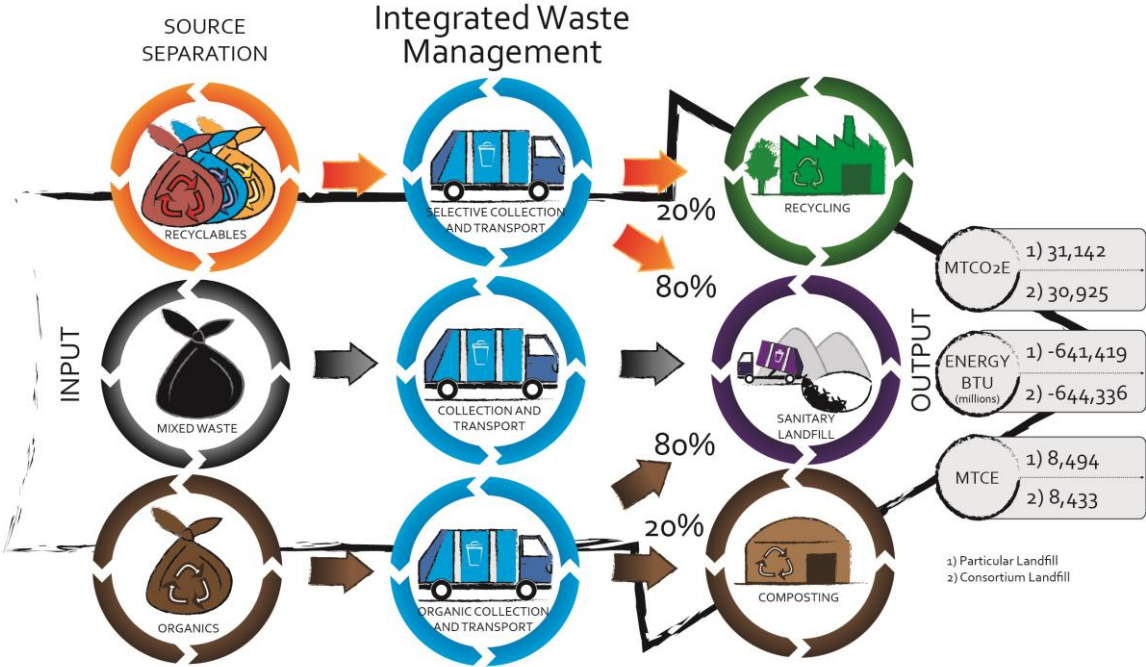 SOURCE
SEPARATION
Integrated Waste
Management
RECYCLABLES
SELECTIVE COLLECTION
AND TRANSPORT
20%
80%
RECYCLING
INPUT
MIXED WASTE
COLLECTION AND
TRANSPORT
SANITARY
LANDFILL
OUTPUT
80%
20%
ORGANICS
ORGANIC COLLECTION
AND TRANSPORT
COMPOSTING
MTCO2E
1) 31,142
2) 30,925
ENERGY
BTU
(millions)
1) -641,419
2) -644,336
MTCE
1) 8,494
2) 8,433
1) Particular Landfill
2) Consortium Landfill